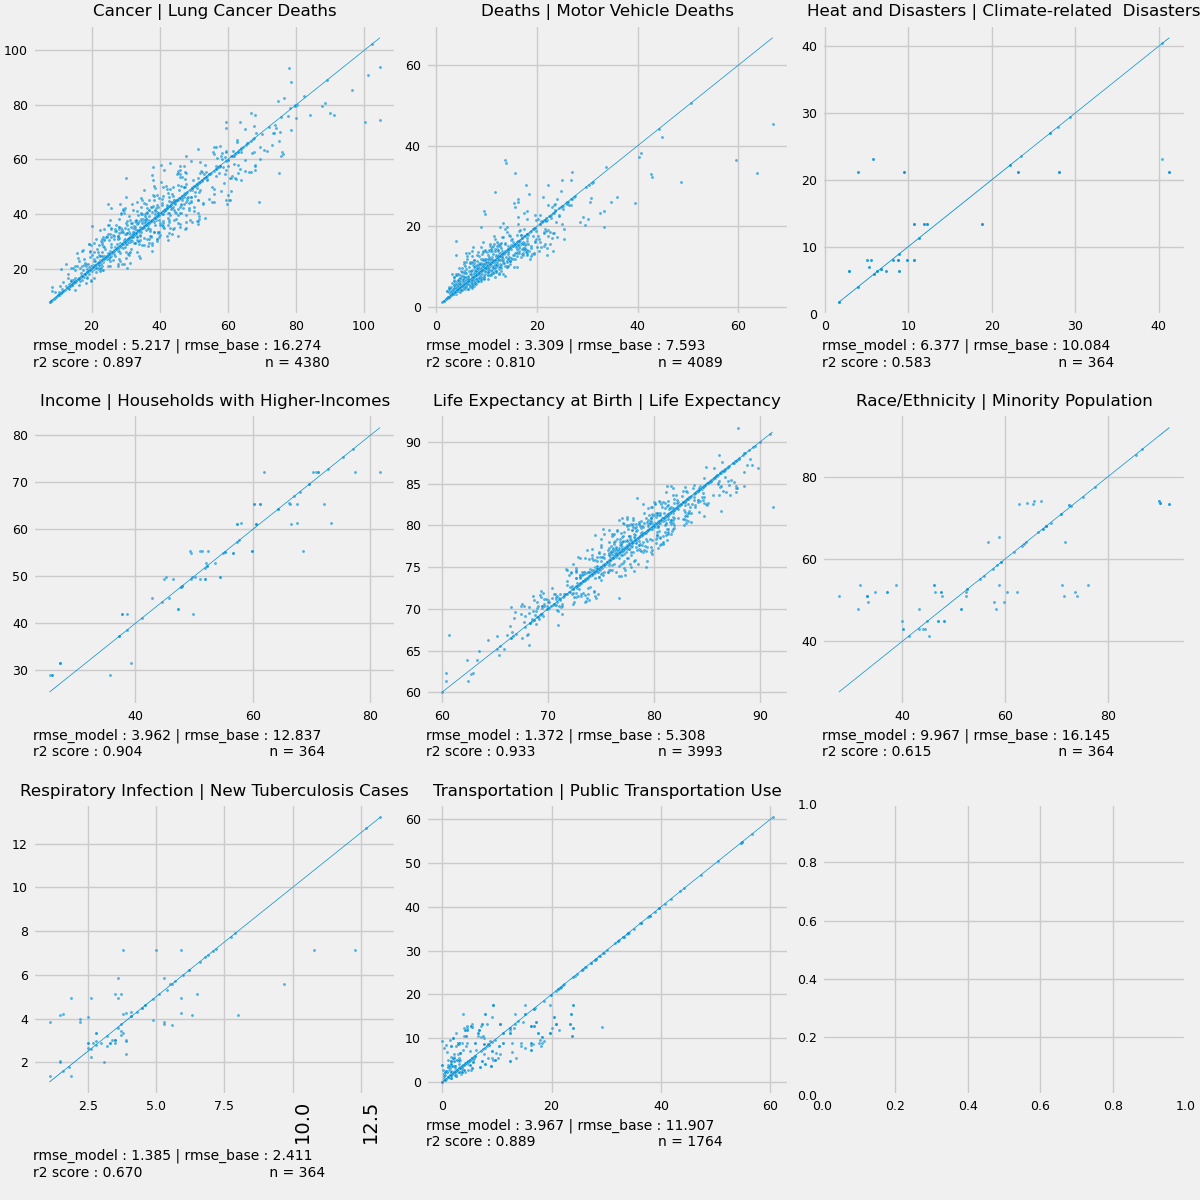 Cancer | Lung Cancer Deaths
100
80
60
40
20
20 40 60 80 100
rmse_model : 5.217 | rmse_base : 16.274
r2 score : 0.897 n = 4380
Deaths | Motor Vehicle Deaths
60
40
20
0
0 20 40 60
rmse_model : 3.309 | rmse_base : 7.593
r2 score : 0.810 n = 4089
Heat and Disasters | Climate-related  Disasters
40
30
20
10
0
0 10 20 30 40
rmse_model : 6.377 | rmse_base : 10.084
r2 score : 0.583 n = 364
Income | Households with Higher-Incomes
80
70
60
50
40
30
40 60 80
rmse_model : 3.962 | rmse_base : 12.837
r2 score : 0.904 n = 364
Life Expectancy at Birth | Life Expectancy
90
85
80
75
70
65
60
60 70 80 90
rmse_model : 1.372 | rmse_base : 5.308
r2 score : 0.933 n = 3993
Race/Ethnicity | Minority Population
80
60
40
40 60 80
rmse_model : 9.967 | rmse_base : 16.145
r2 score : 0.615 n = 364
Respiratory Infection | New Tuberculosis Cases
12
10
8
6
4
2
2.5 5.0 7.5 10.0 12.5
rmse_model : 1.385 | rmse_base : 2.411
r2 score : 0.670 n = 364
Transportation | Public Transportation Use
60
50
40
30
20
10
0
0 20 40 60
rmse_model : 3.967 | rmse_base : 11.907
r2 score : 0.889 n = 1764
1.0
0.8
0.6
0.4
0.2
0.0
0.0 0.2 0.4 0.6 0.8 1.0